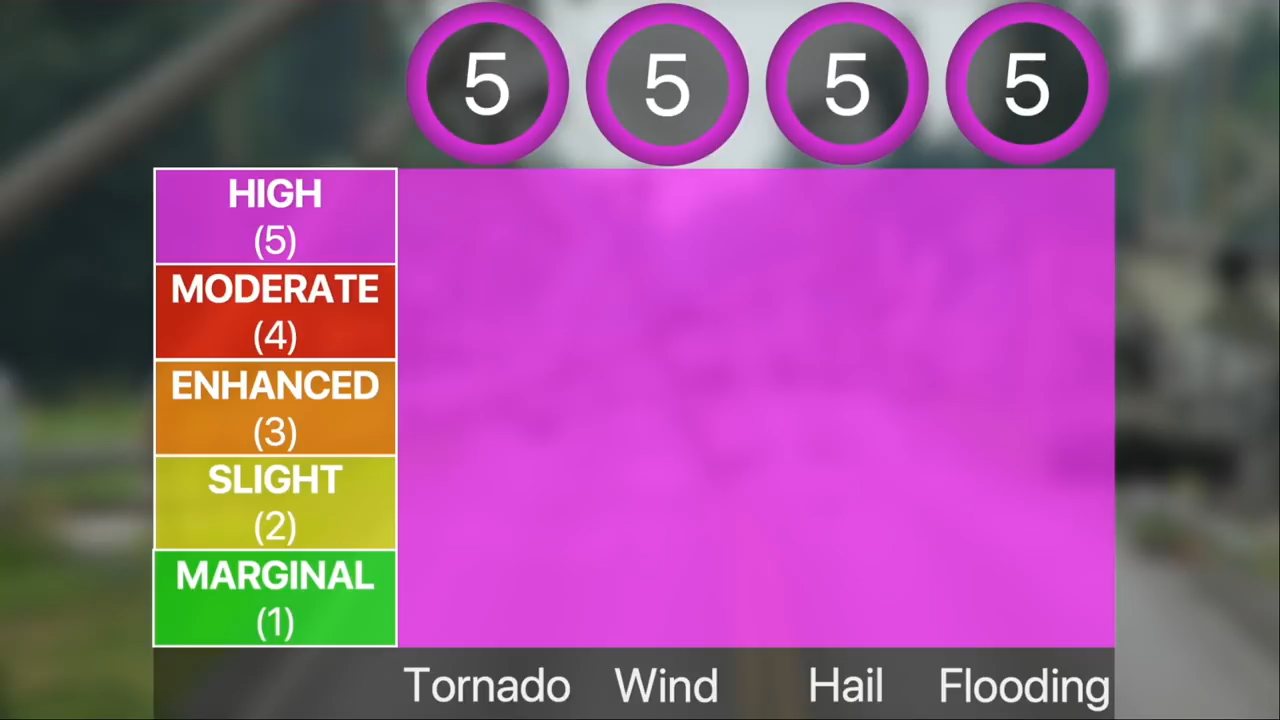 5 5 5 5
HIGH
(5)
MODERATE
(4)
ENHANCED
(3)
SLIGHT
(2)
MARGINAL
(1)
Tornado Wind Hail Flooding